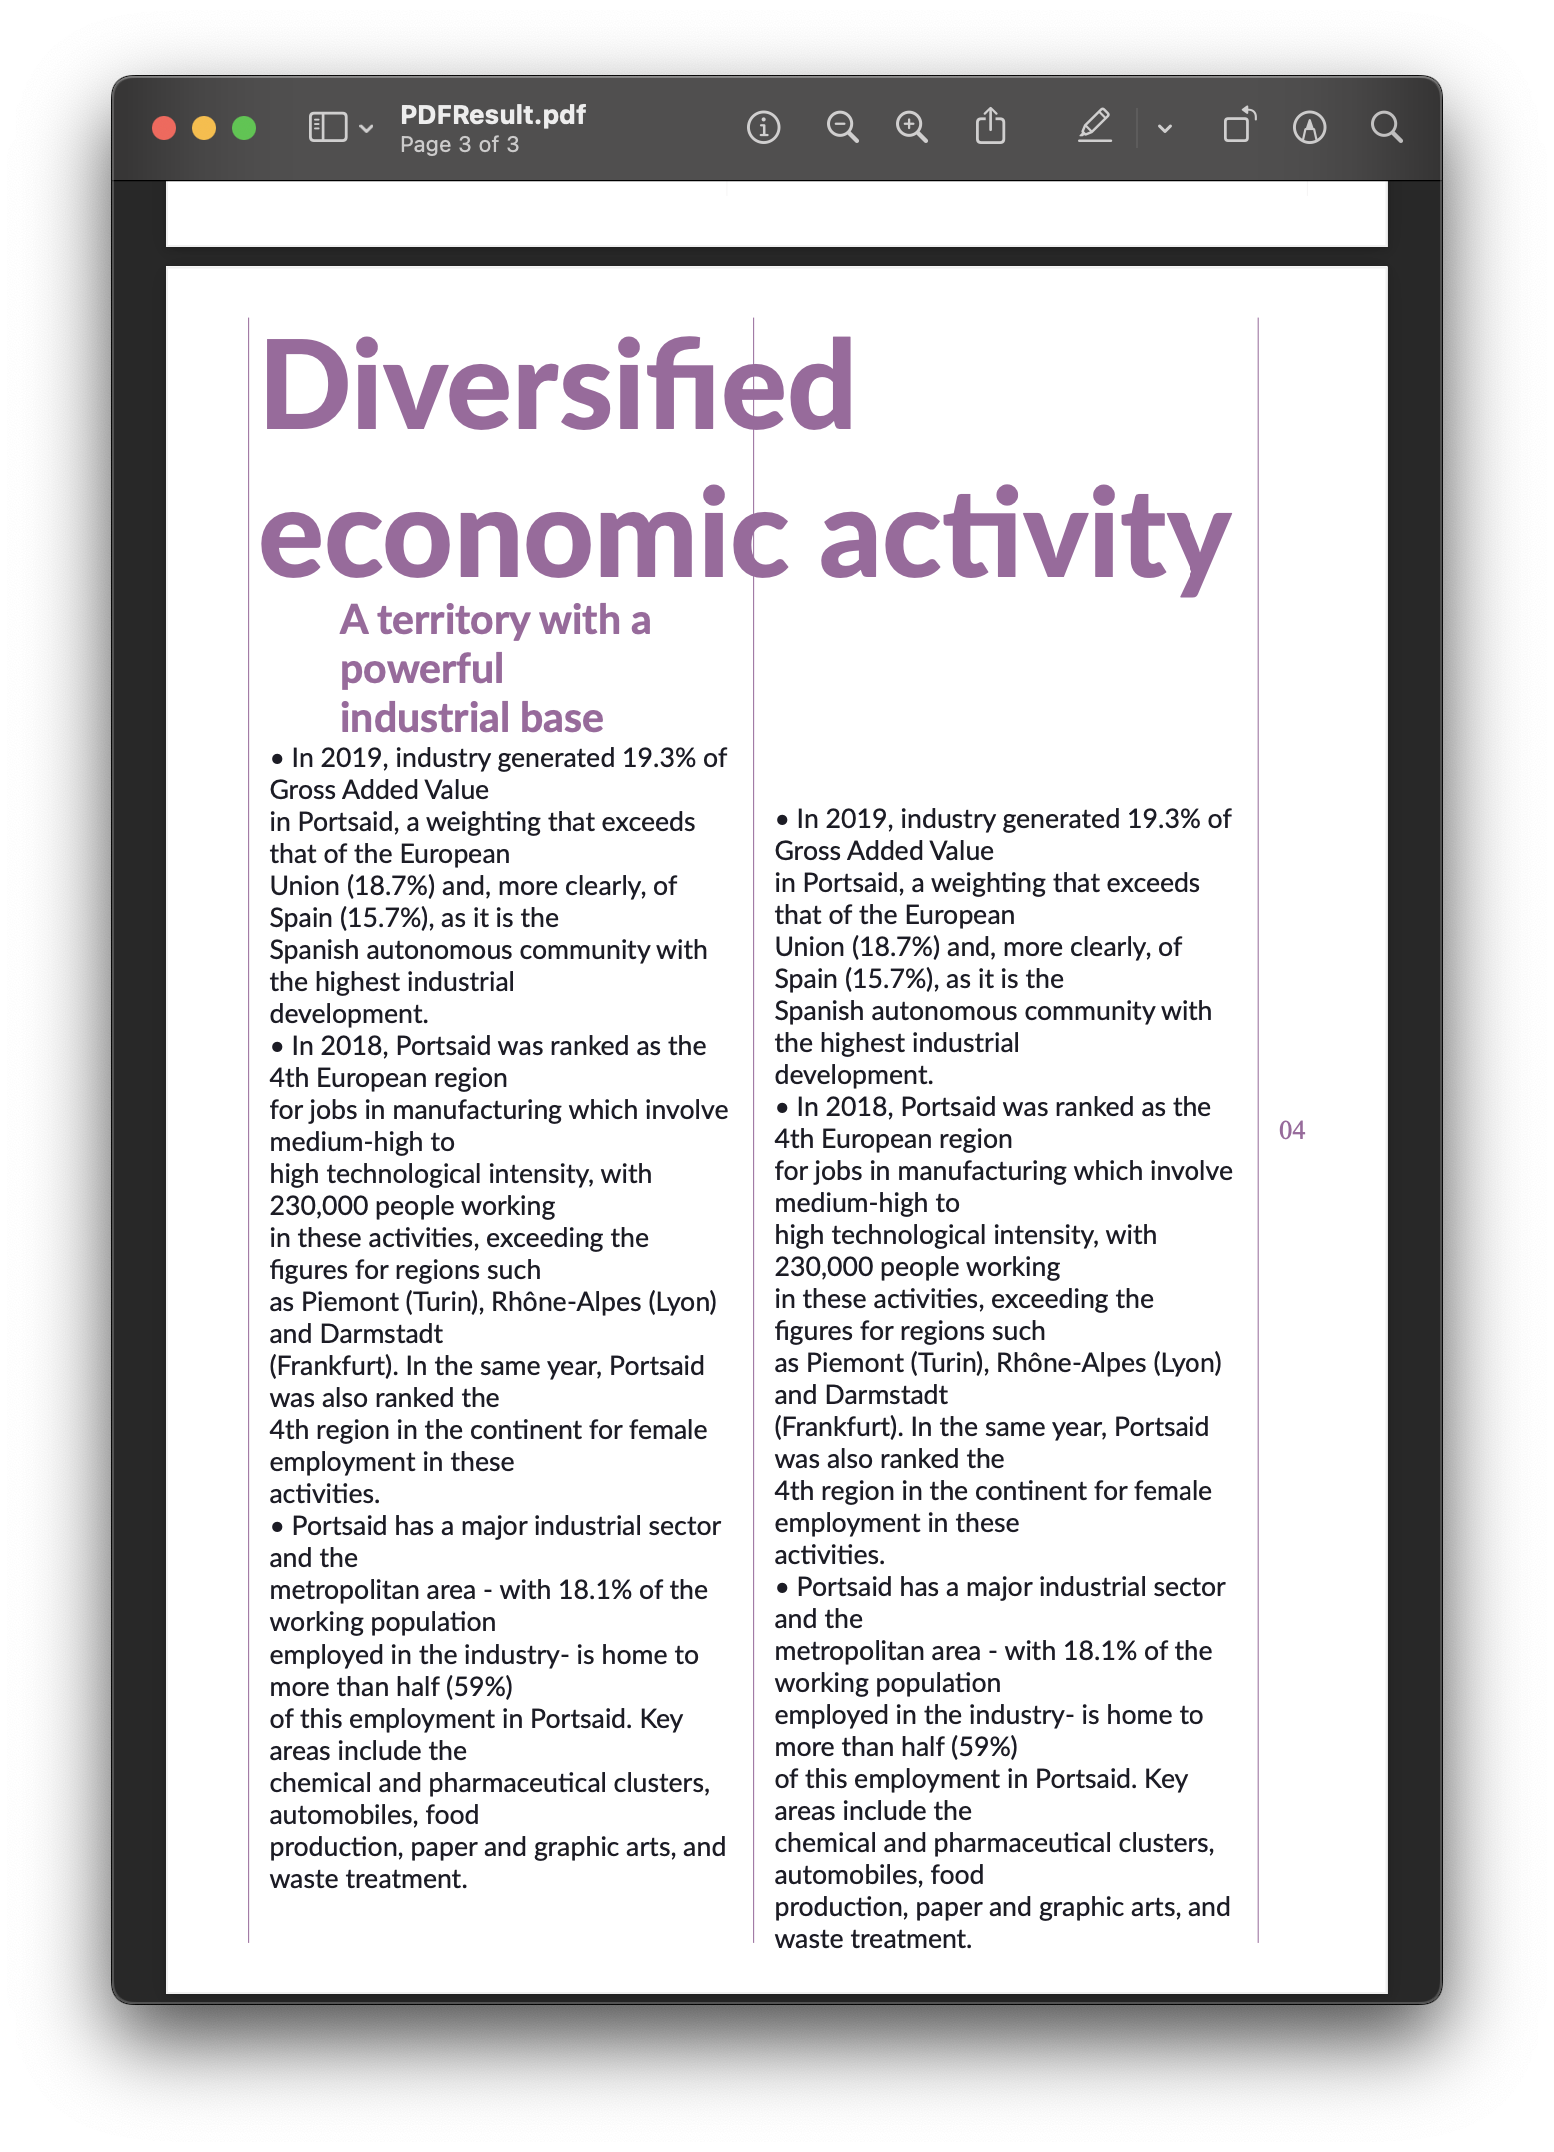 PDFResult.pdf
Page 3 of 3
Diversified
economic activity
A territory with a
powerful
industrial base
• In 2019, industry generated 19.3% of
Gross Added Value
in Portsaid, a weighting that exceeds
that of the European
Union (18.7%) and, more clearly, of
Spain (15.7%), as it is the
Spanish autonomous community with
the highest industrial
development.
• In 2018, Portsaid was ranked as the
4th European region
for jobs in manufacturing which involve
medium-high to
high technological intensity, with
230,000 people working
in these activities, exceeding the
figures for regions such
as Piemont (Turin), Rhône-Alpes (Lyon)
and Darmstadt
(Frankfurt). In the same year, Portsaid
was also ranked the
4th region in the continent for female
employment in these
activities.
• Portsaid has a major industrial sector
and the
metropolitan area - with 18.1% of the
working population
employed in the industry- is home to
more than half (59%)
of this employment in Portsaid. Key
areas include the
chemical and pharmaceutical clusters,
automobiles, food
production, paper and graphic arts, and
waste treatment.
• In 2019, industry generated 19.3% of
Gross Added Value
in Portsaid, a weighting that exceeds
that of the European
Union (18.7%) and, more clearly, of
Spain (15.7%), as it is the
Spanish autonomous community with
the highest industrial
development.
• In 2018, Portsaid was ranked as the
4th European region
for jobs in manufacturing which involve
medium-high to
high technological intensity, with
230,000 people working
in these activities, exceeding the
figures for regions such
as Piemont (Turin), Rhône-Alpes (Lyon)
and Darmstadt
(Frankfurt). In the same year, Portsaid
was also ranked the
4th region in the continent for female
employment in these
activities.
• Portsaid has a major industrial sector
and the
metropolitan area - with 18.1% of the
working population
employed in the industry- is home to
more than half (59%)
of this employment in Portsaid. Key
areas include the
chemical and pharmaceutical clusters,
automobiles, food
production, paper and graphic arts, and
waste treatment.
04